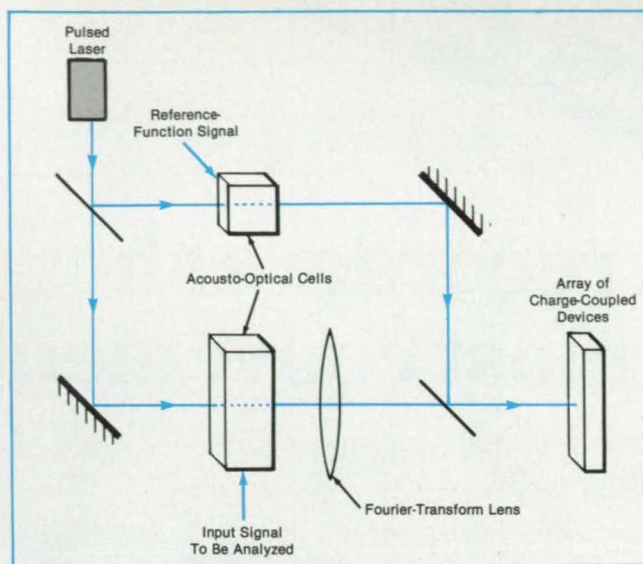 Pulsed
Laser
Reference-
Function Signal
Acousto-Optical Cells
Array of
Charge-Coupled
Devices
Fourier-Transform Lens
Input Signal
To Be Analyzed